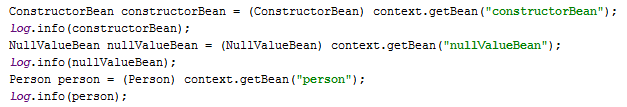 ConstructorBean constructorBean = (ConstructorBean) context.getBean("constructorBean");
log.info(constructorBean);
NullValueBean nullValueBean = (NullValueBean) context.getBean("nullValueBean");
log.info(nullValueBean);
Person person = (Person) context.getBean("person");
log.info(person);